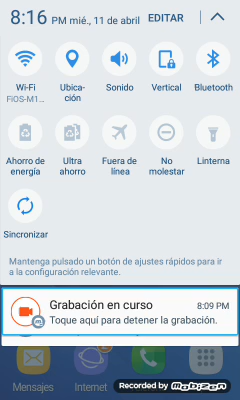 8:16 PM mié., 11 de abril EDITAR
Wi-Fi Ubica- Sonido Vertical Bluetooth
FiOS-M1... ción
Ahorro de Ultra Fuera de No Linterna
energía ahorro línea molestar
Sincronizar
Mantenga pulsado un botón de ajustes rápidos para ir
a la configuración relevante.
Grabación en curso 8:09 PM
Toque aquí para detener la grabación.
Mensajes Internet
Recorded by Mobizen